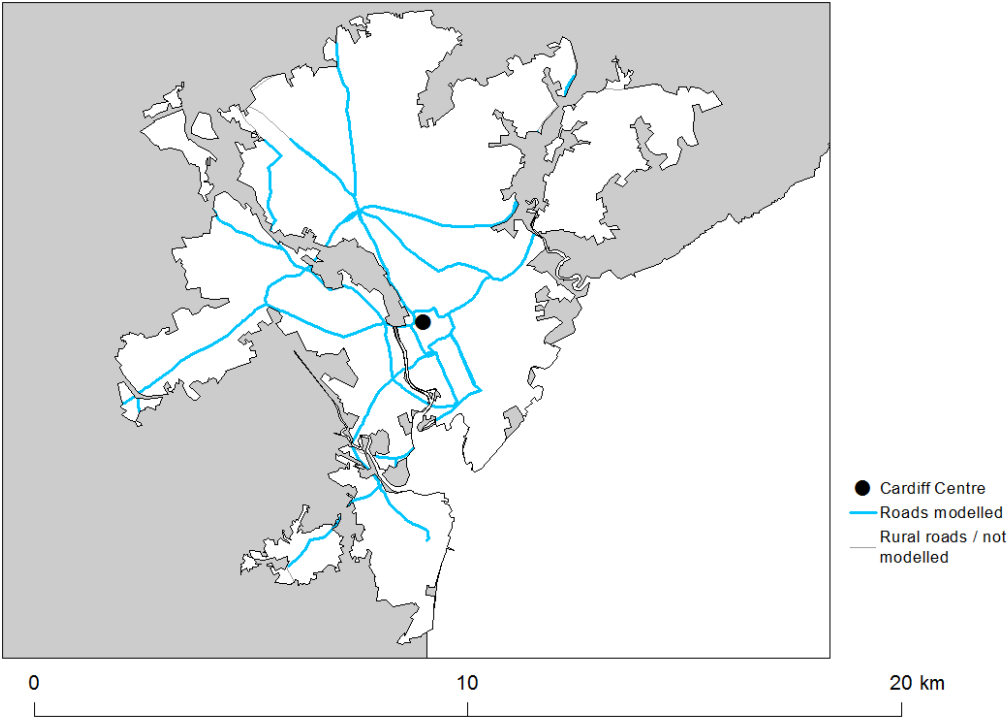 Cardiff Centre
Roads modelled
Rural roads / not
modelled
0 10 20 km